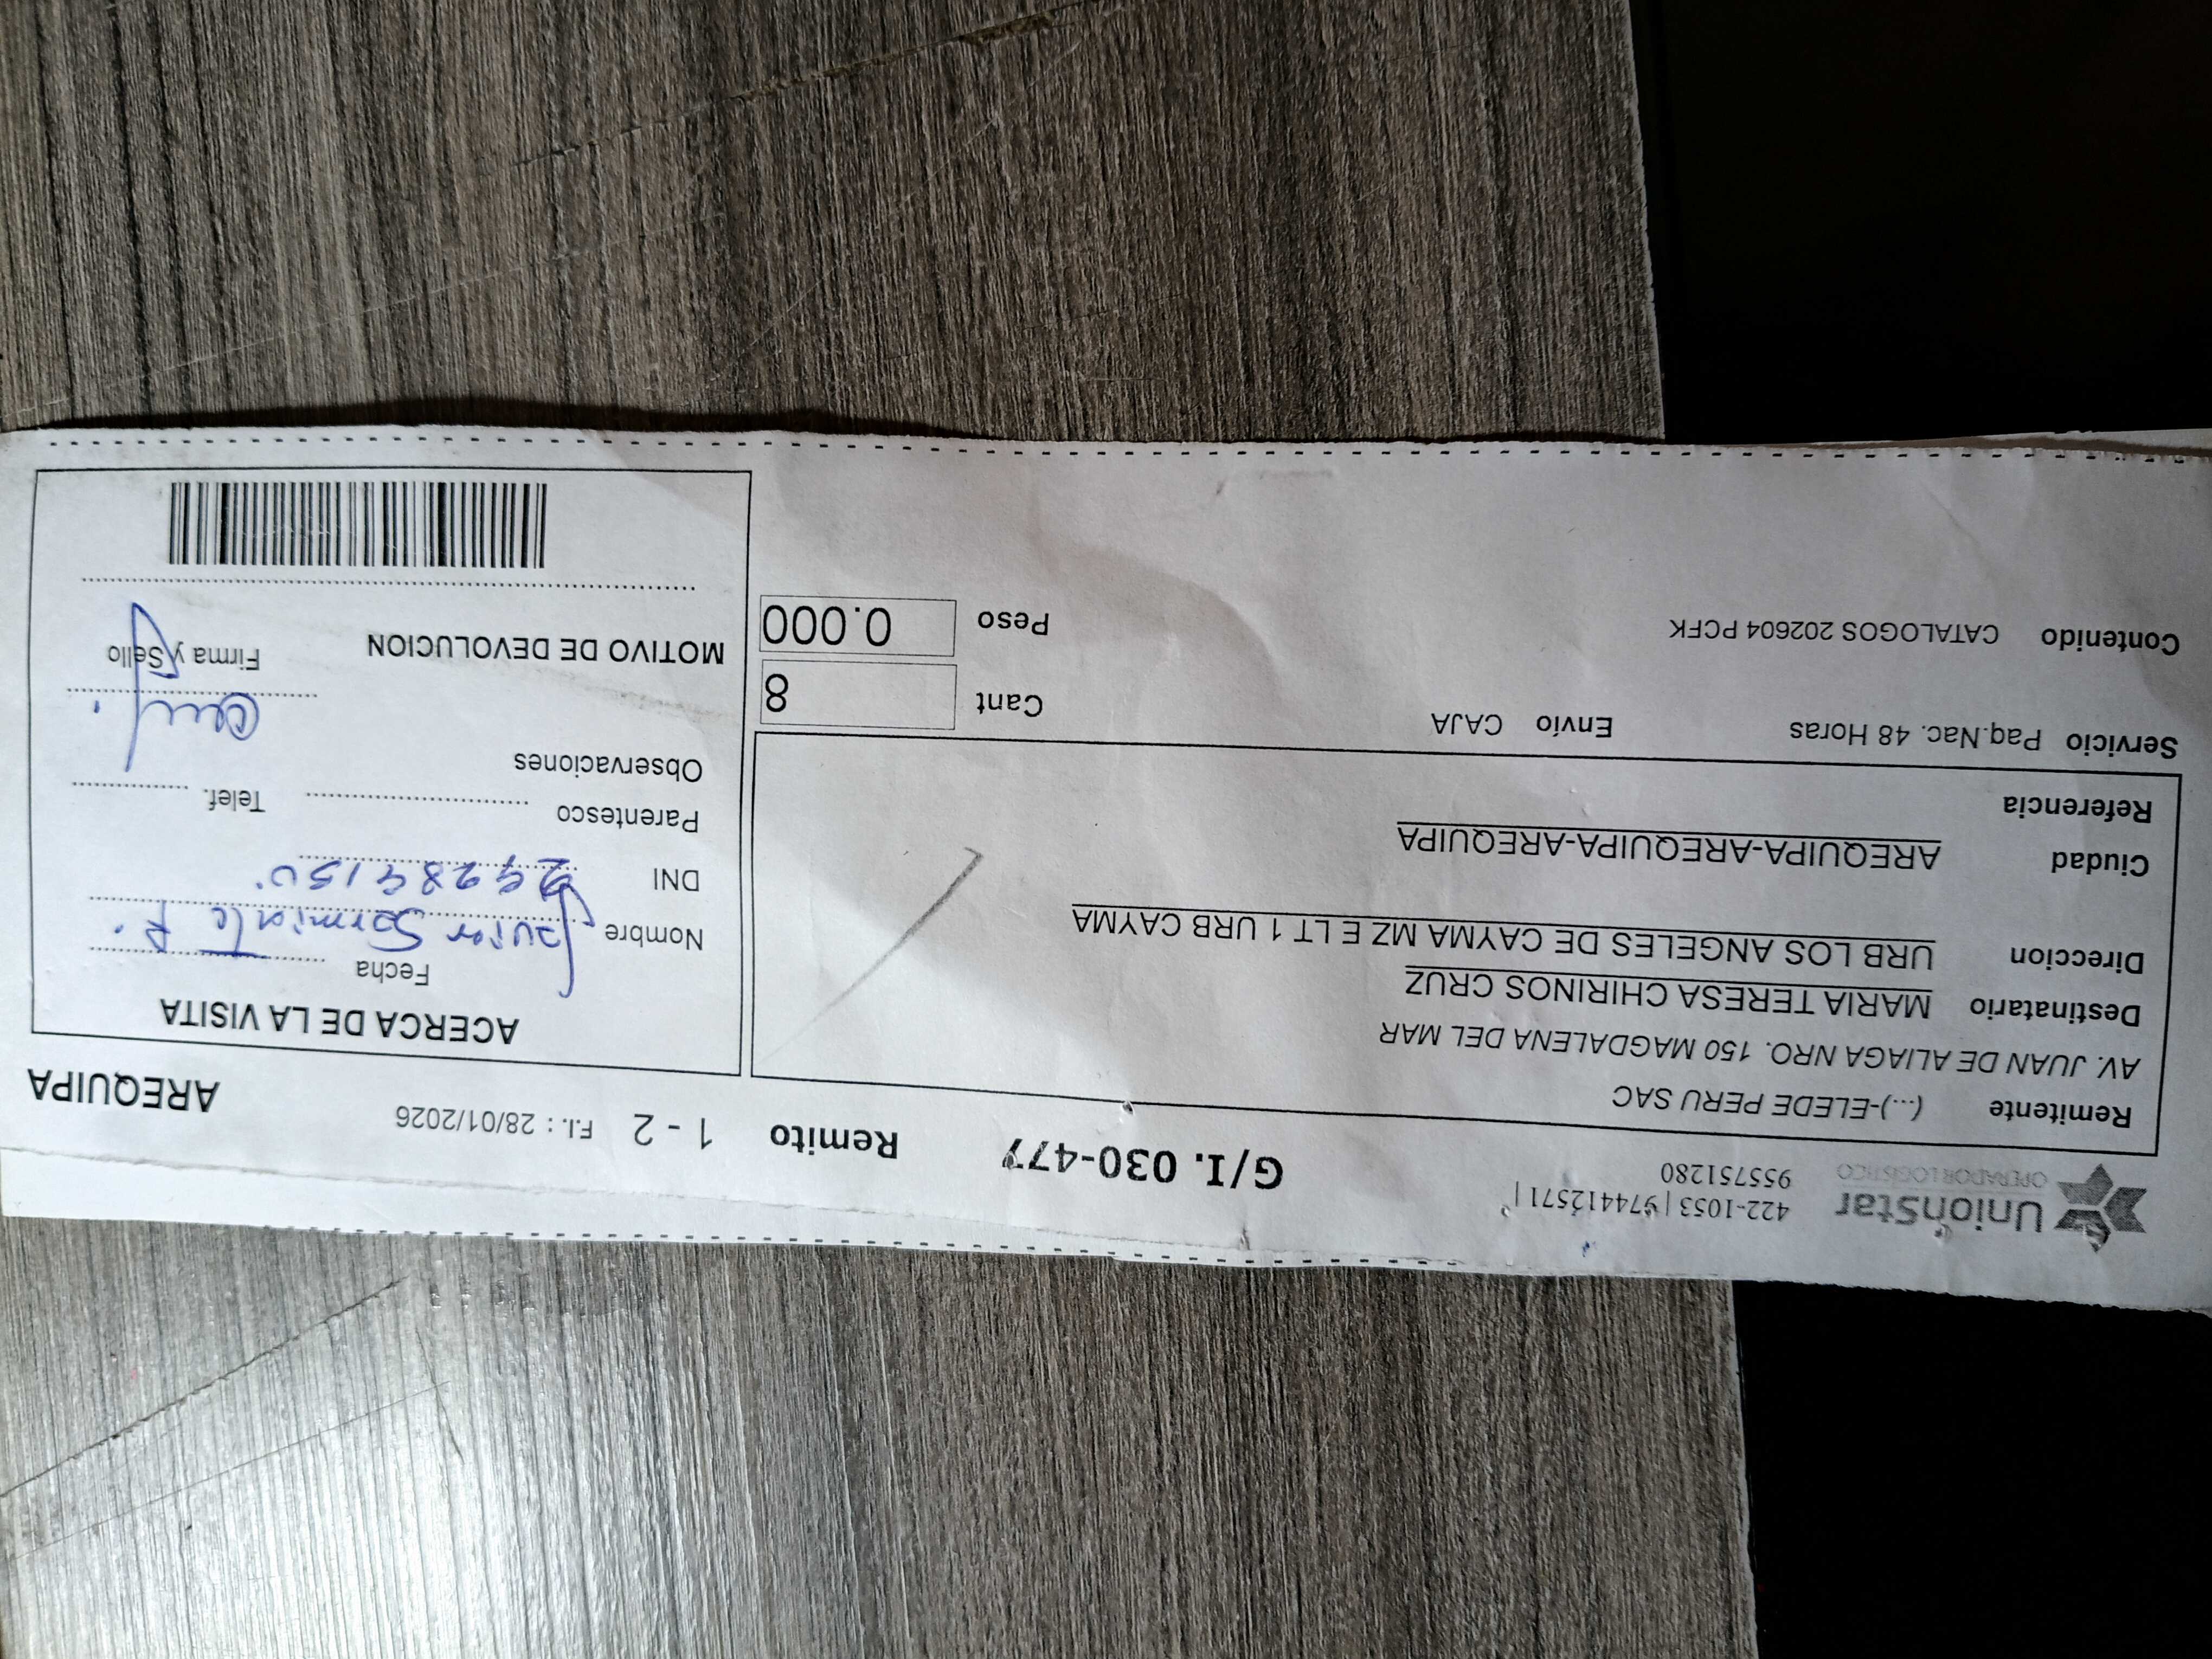 UnionStar
OPERADOR LOGISTICO
422-1053 | 974412571 |
955751280
G/I. 030-477
Remito 1 - 2 F.I. : 28/01/2026 AREQUIPA
Remitente (...)-ELEDE PERU SAC
AV. JUAN DE ALIAGA NRO. 150 MAGDALENA DEL MAR
Destinatario MARIA TERESA CHIRINOS CRUZ
Direccion URB LOS ANGELES DE CAYMA MZ E LT 1 URB CAYMA
Ciudad AREQUIPA-AREQUIPA-AREQUIPA
Referencia
Servicio Paq.Nac. 48 Horas Envío CAJA
Cant 8
Contenido CATALOGOS 202604 PCFK
Peso 0.000
ACERCA DE LA VISITA
Fecha
Nombre Javier Sarmiento
DNI
Parentesco Telef.
Observaciones
Firma y Sello
MOTIVO DE DEVOLUCION